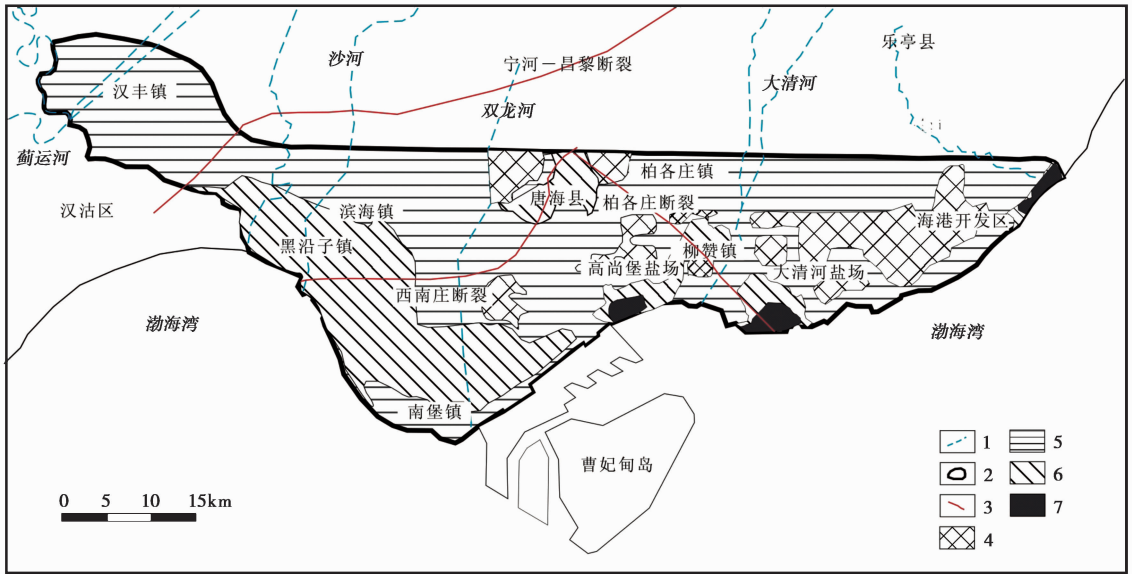 乐亭县
沙河
宁河－昌黎断裂
大清河
汉丰镇
双龙河
蓟运河
柏各庄镇
唐海县
柏各庄断裂
汉沽区
滨海镇
海港开发区
黑沿子镇
柳赞镇
高尚堡盐场
大清河盐场
西南庄断裂
渤海湾
渤海湾
南堡镇
曹妃甸岛
0 5 10 15km
1
2
3
4
5
6
7